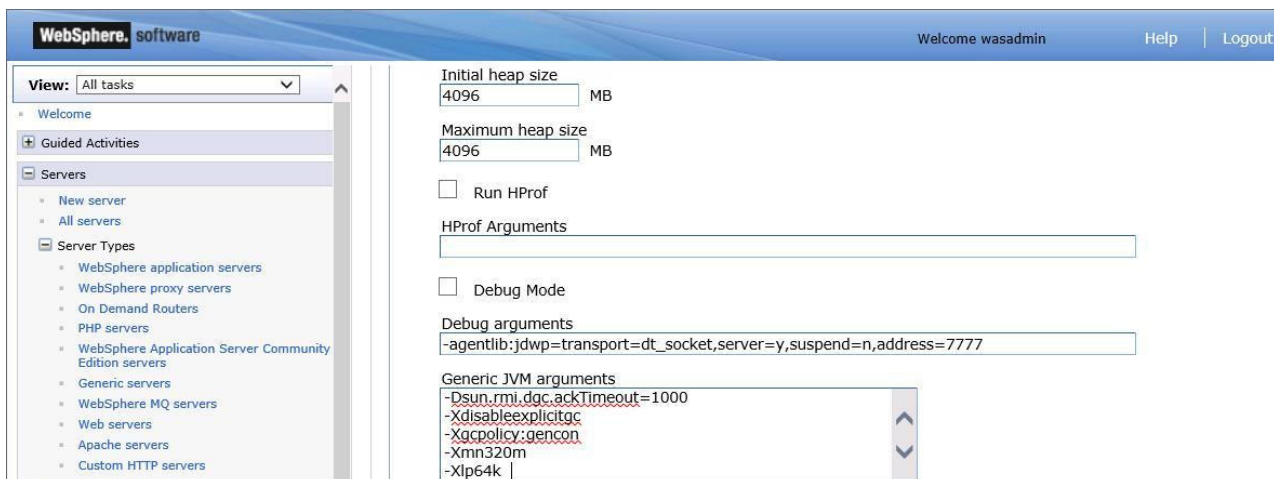 WebSphere. software
Welcome wasadmin
Help
Logout
View: All tasks
Welcome
Guided Activities
Servers
New server
All servers
Server Types
WebSphere application servers
WebSphere proxy servers
On Demand Routers
PHP servers
WebSphere Application Server Community
Edition servers
Generic servers
WebSphere MQ servers
Web servers
Apache servers
Custom HTTP servers
Initial heap size
4096 MB
Maximum heap size
4096 MB
Run HProf
HProf Arguments
Debug Mode
Debug arguments
-agentlib:jdwp=transport=dt_socket,server=y,suspend=n,address=7777
Generic JVM arguments
-Dsun.rmi.dgc.ackTimeout=1000
-Xdisableexplicitgc
-Xgcpolicy:gencon
-Xmn320m
-Xlp64k